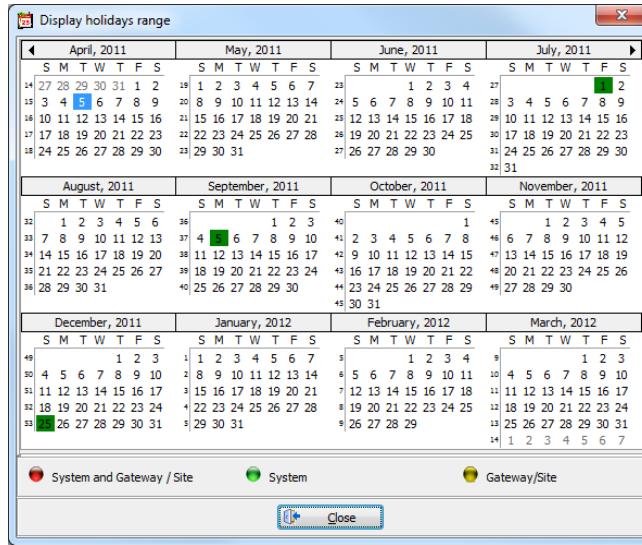 Display holidays range
April, 2011
S M T W T F S
14 27 28 29 30 31 1 2
15 3 4 5 6 7 8 9
16 10 11 12 13 14 15 16
17 17 18 19 20 21 22 23
18 24 25 26 27 28 29 30
May, 2011
S M T W T F S
19 1 2 3 4 5 6 7
20 8 9 10 11 12 13 14
21 15 16 17 18 19 20 21
22 22 23 24 25 26 27 28
23 29 30 31
June, 2011
S M T W T F S
23 1 2 3 4
24 5 6 7 8 9 10 11
25 12 13 14 15 16 17 18
26 19 20 21 22 23 24 25
27 26 27 28 29 30
July, 2011
S M T W T F S
27 1 2
28 3 4 5 6 7 8 9
29 10 11 12 13 14 15 16
30 17 18 19 20 21 22 23
31 24 25 26 27 28 29 30
32 31
August, 2011
S M T W T F S
32 1 2 3 4 5 6
33 7 8 9 10 11 12 13
34 14 15 16 17 18 19 20
35 21 22 23 24 25 26 27
36 28 29 30 31
September, 2011
S M T W T F S
36 1 2 3
37 4 5 6 7 8 9 10
38 11 12 13 14 15 16 17
39 18 19 20 21 22 23 24
40 25 26 27 28 29 30
October, 2011
S M T W T F S
40 1
41 2 3 4 5 6 7 8
42 9 10 11 12 13 14 15
43 16 17 18 19 20 21 22
44 23 24 25 26 27 28 29
45 30 31
November, 2011
S M T W T F S
45 1 2 3 4 5
46 6 7 8 9 10 11 12
47 13 14 15 16 17 18 19
48 20 21 22 23 24 25 26
49 27 28 29 30
December, 2011
S M T W T F S
49 1 2 3
50 4 5 6 7 8 9 10
51 11 12 13 14 15 16 17
52 18 19 20 21 22 23 24
53 25 26 27 28 29 30 31
January, 2012
S M T W T F S
1 1 2 3 4 5 6 7
2 8 9 10 11 12 13 14
3 15 16 17 18 19 20 21
4 22 23 24 25 26 27 28
5 29 30 31
February, 2012
S M T W T F S
5 1 2 3 4
6 5 6 7 8 9 10 11
7 12 13 14 15 16 17 18
8 19 20 21 22 23 24 25
9 26 27 28 29
March, 2012
S M T W T F S
9 1 2 3
10 4 5 6 7 8 9 10
11 11 12 13 14 15 16 17
12 18 19 20 21 22 23 24
13 25 26 27 28 29 30 31
14 1 2 3 4 5 6 7
System and Gateway / Site
System
Gateway/Site
Close